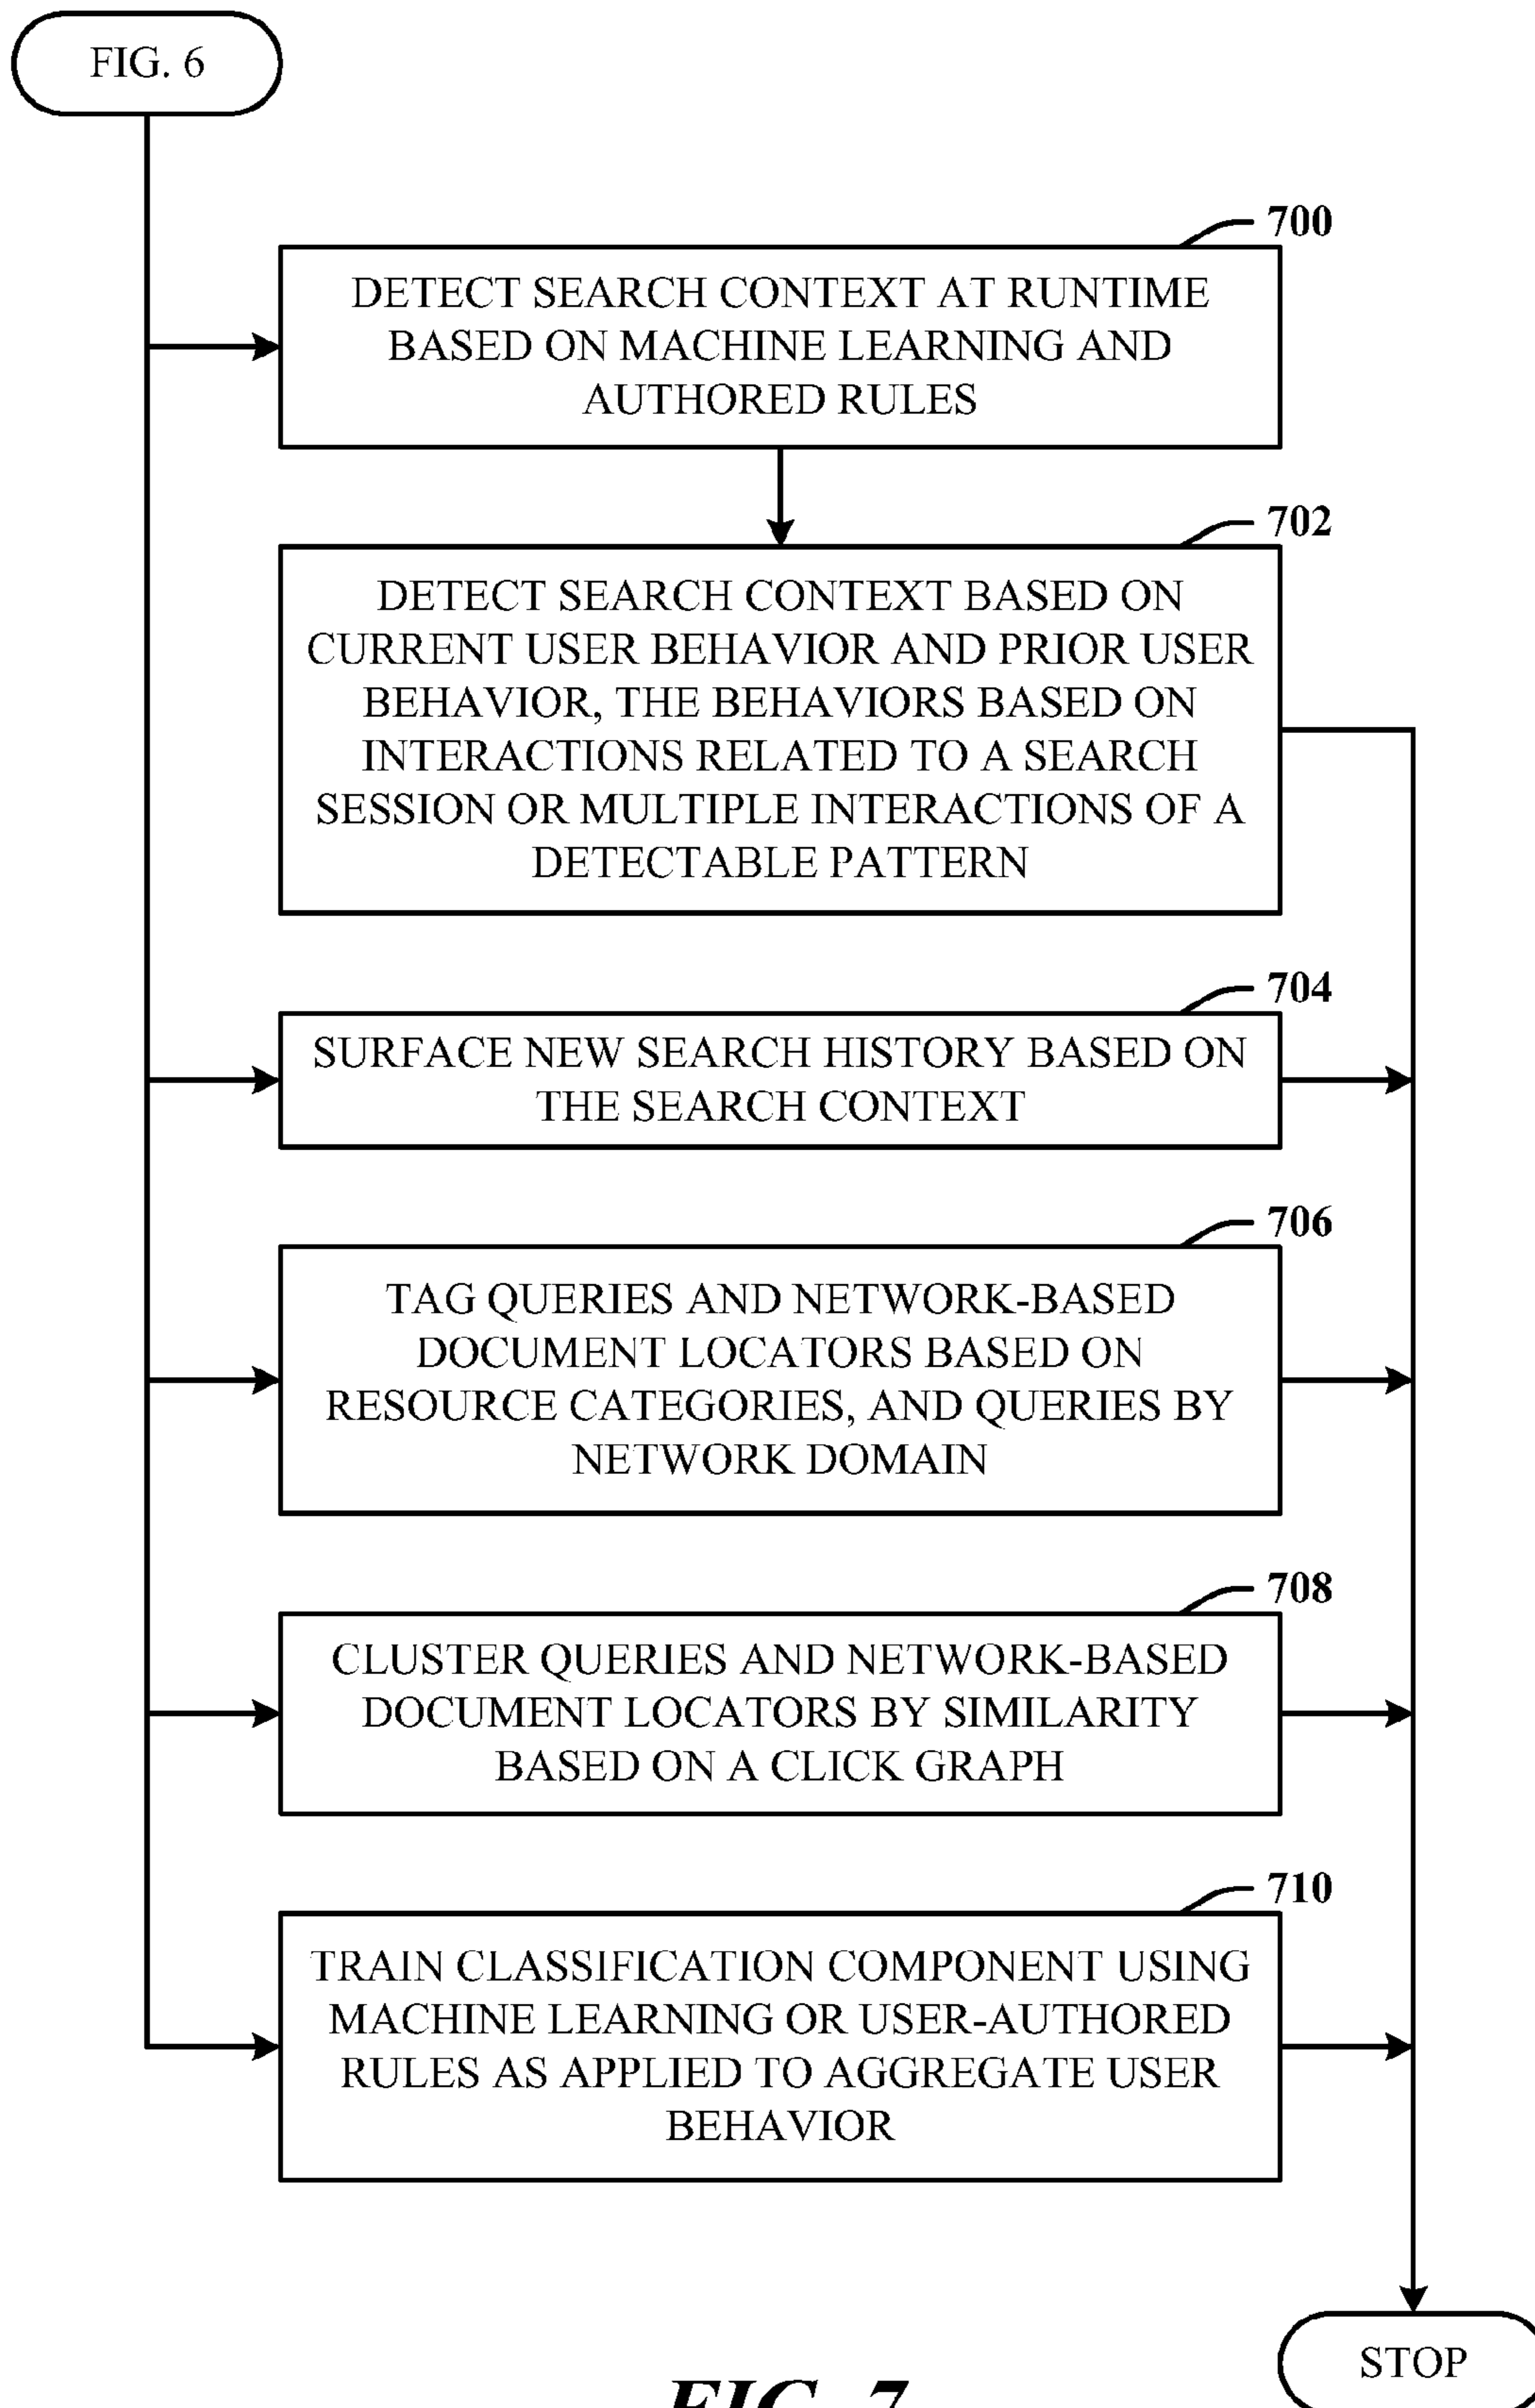 FIG. 6
700
DETECT SEARCH CONTEXT AT RUNTIME
BASED ON MACHINE LEARNING AND
AUTHORED RULES
702
DETECT SEARCH CONTEXT BASED ON
CURRENT USER BEHAVIOR AND PRIOR USER
BEHAVIOR, THE BEHAVIORS BASED ON
INTERACTIONS RELATED TO A SEARCH
SESSION OR MULTIPLE INTERACTIONS OF A
DETECTABLE PATTERN
704
SURFACE NEW SEARCH HISTORY BASED ON
THE SEARCH CONTEXT
706
TAG QUERIES AND NETWORK-BASED
DOCUMENT LOCATORS BASED ON
RESOURCE CATEGORIES, AND QUERIES BY
NETWORK DOMAIN
708
CLUSTER QUERIES AND NETWORK-BASED
DOCUMENT LOCATORS BY SIMILARITY
BASED ON A CLICK GRAPH
710
TRAIN CLASSIFICATION COMPONENT USING
MACHINE LEARNING OR USER-AUTHORED
RULES AS APPLIED TO AGGREGATE USER
BEHAVIOR
STOP
FIG. 7